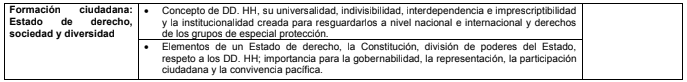 Formación ciudadana:
Estado de derecho,
sociedad y diversidad
• Concepto de DD. HH, su universalidad, indivisibilidad, interdependencia e imprescriptibilidad
y la institucionalidad creada para resguardarlos a nivel nacional e internacional y derechos
de los grupos de especial protección.
• Elementos de un Estado de derecho, la Constitución, división de poderes del Estado,
respeto a los DD. HH; importancia para la gobernabilidad, la representación, la participación
ciudadana y la convivencia pacífica.